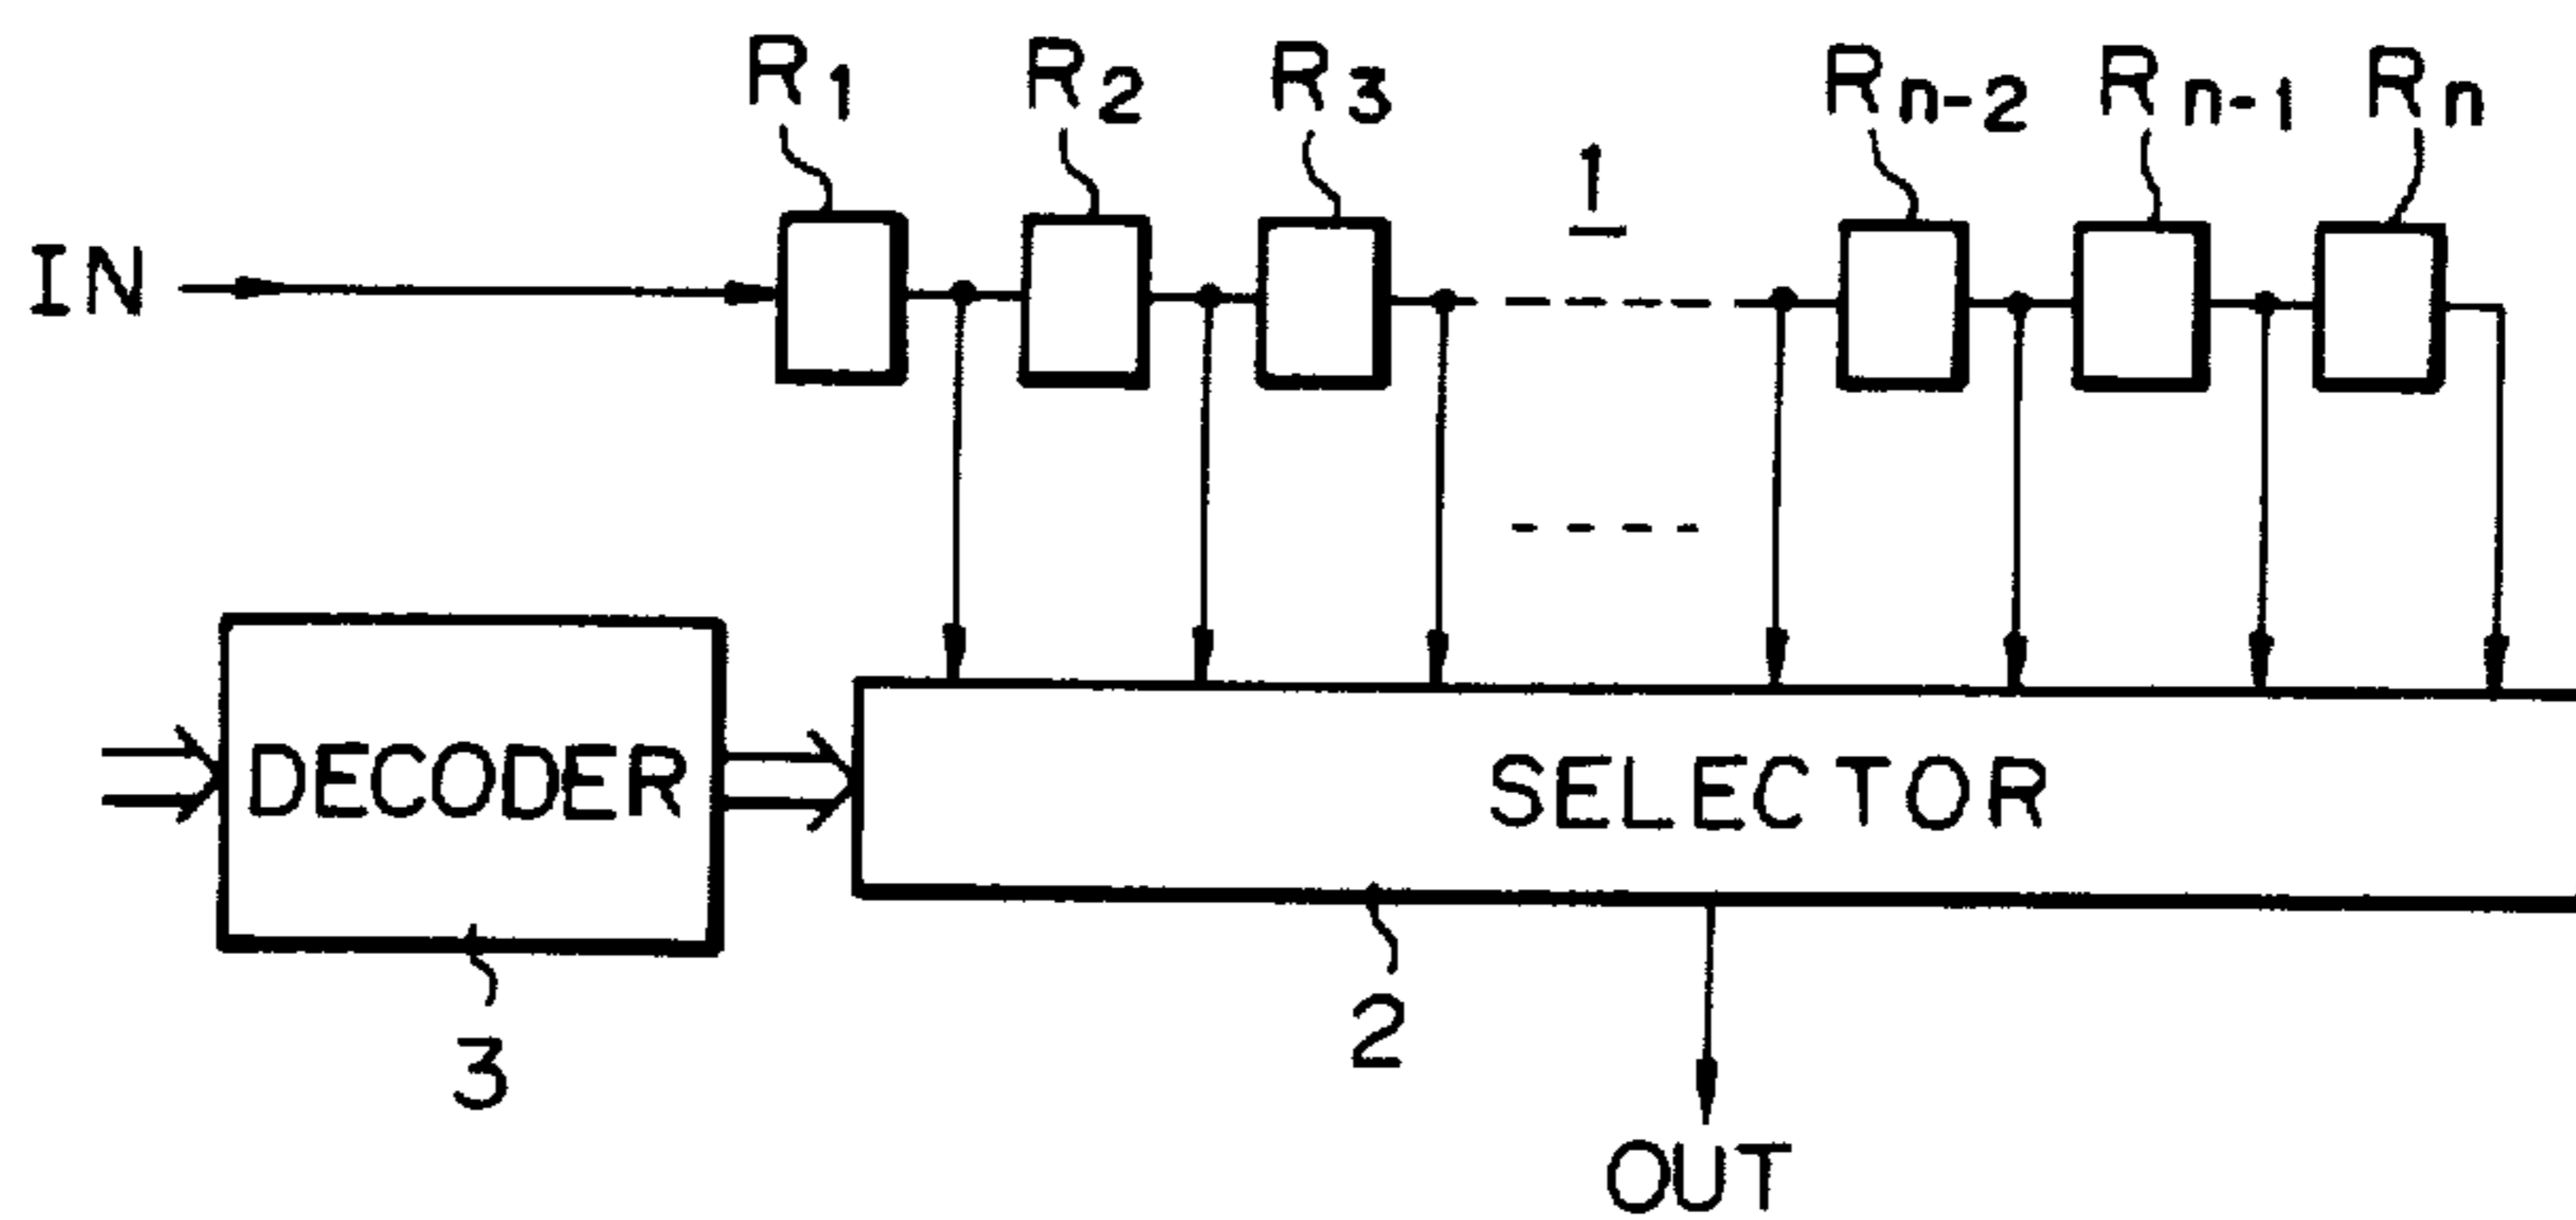 R1 R2 R3 Rn-2 Rn-1 Rn
1
IN
DECODER
SELECTOR
3
2
OUT